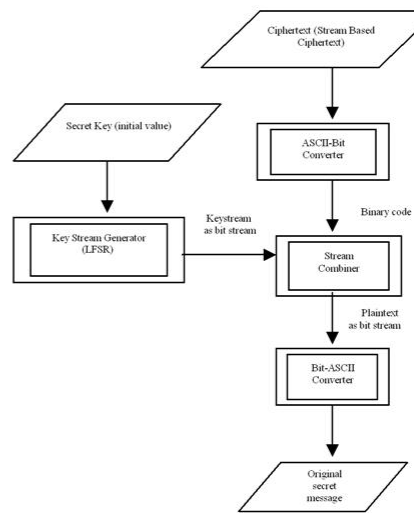 Ciphertext (Stream Based
Ciphertext)
Secret Key (initial value)
ASCII-Bit
Converter
Keystream
as bit stream
Binary code
Key Stream Generator
(LFSR)
Stream
Combiner
Plaintext
as bit stream
Bit-ASCII
Converter
Original
secret
message